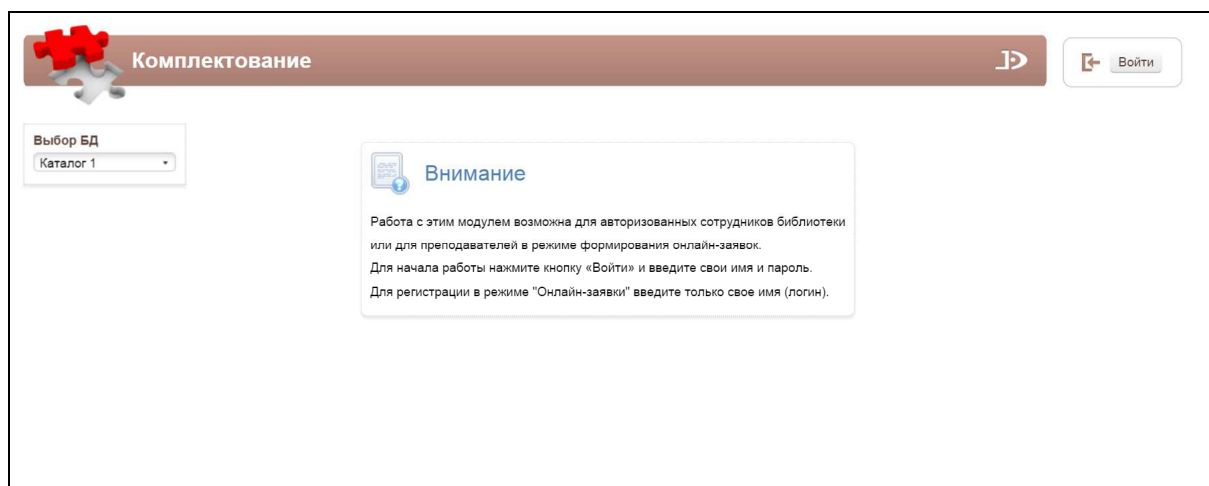 Комплектование
Войти
Выбор БД
Каталог 1
Внимание
Работа с этим модулем возможна для авторизованных сотрудников библиотеки
или для преподавателей в режиме формирования онлайн-заявок.
Для начала работы нажмите кнопку «Войти» и введите свои имя и пароль.
Для регистрации в режиме "Онлайн-заявки" введите только свое имя (логин).